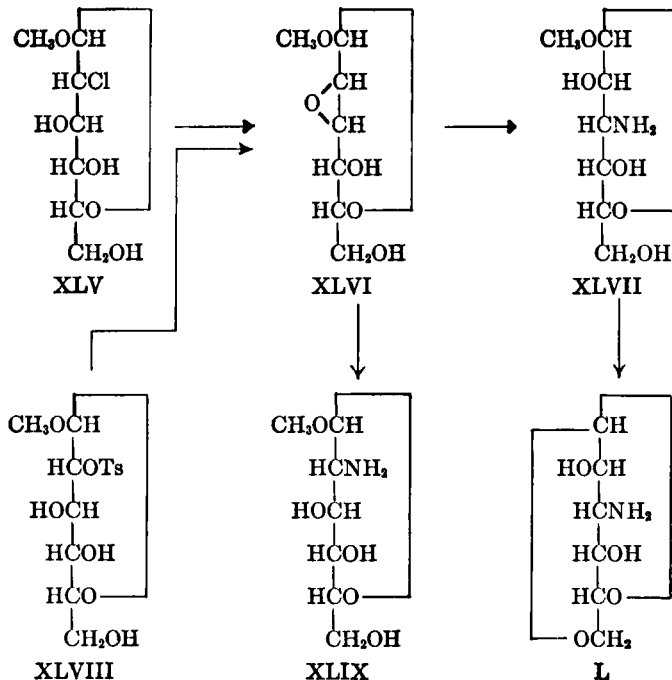 CH₃OCH
HCCl
HOCH
HCOH
HCO
CH₂OH
XLV
CH₃OCH
CH
O
CH
HCOH
HCO
CH₂OH
XLVI
CH₃OCH
HOCH
HCNH₂
HCOH
HCO
CH₂OH
XLVII
CH₃OCH
HCOTs
HOCH
HCOH
HCO
CH₂OH
XLVIII
CH₃OCH
HCNH₂
HOCH
HCOH
HCO
CH₂OH
XLIX
CH
HOCH
HCNH₂
HCOH
HCO
OCH₂
L